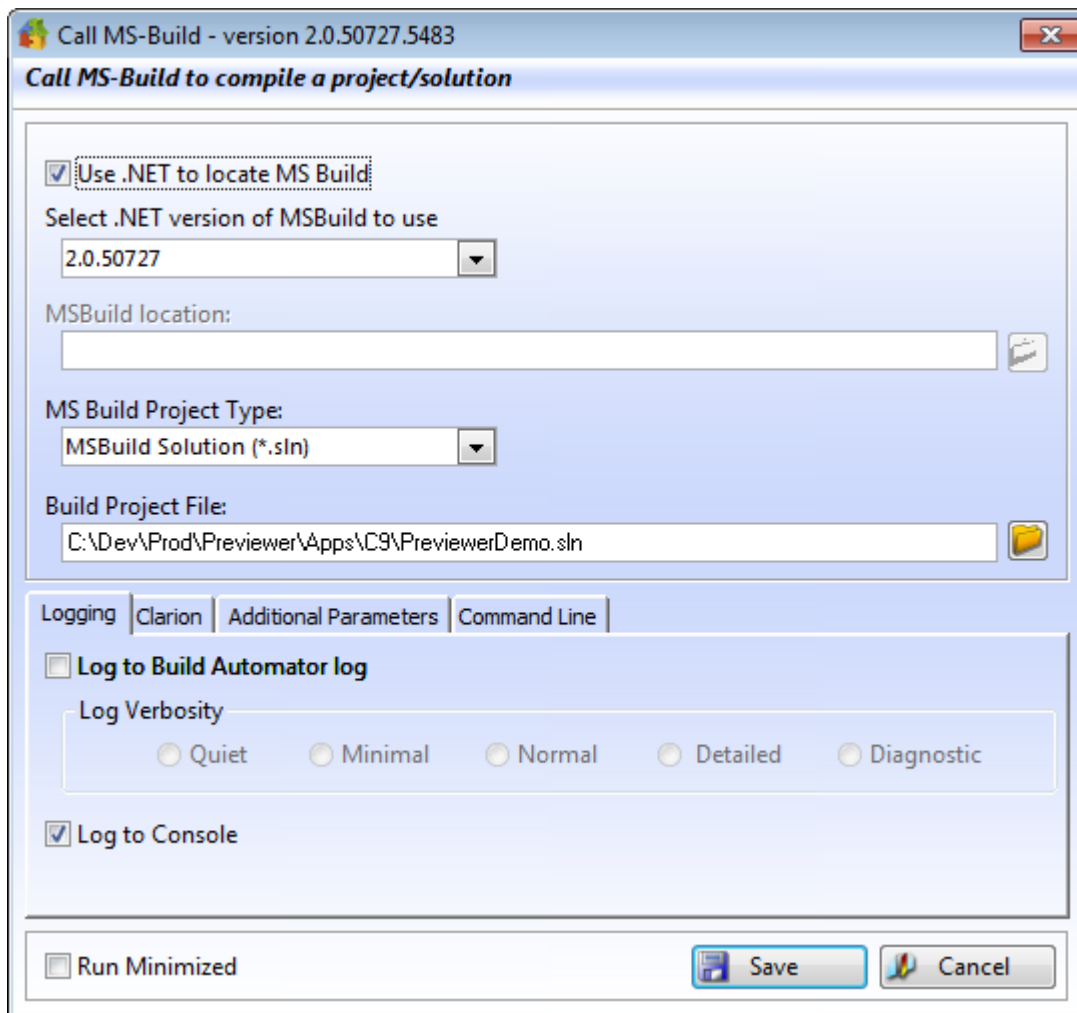 Call MS-Build - version 2.0.50727.5483
Call MS-Build to compile a project/solution
Use .NET to locate MS Build
Select .NET version of MSBuild to use
2.0.50727
MSBuild location:
MS Build Project Type:
MSBuild Solution (*.sln)
Build Project File:
C:\Dev\Prod\Previewer\Apps\C9\PreviewerDemo.sln
Logging Clarion Additional Parameters Command Line
Log to Build Automator log
Log Verbosity
Quiet Minimal Normal Detailed Diagnostic
Log to Console
Run Minimized Save Cancel